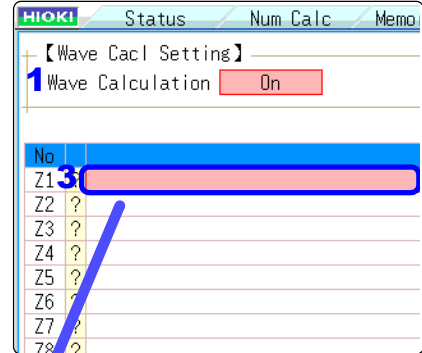 HIOKI Status Num Calc Memo
【Wave Cacl Setting】
1 Wave Calculation On
No
Z1 3 ?
Z2 ?
Z3 ?
Z4 ?
Z5 ?
Z6 ?
Z7 ?
Z8 ?